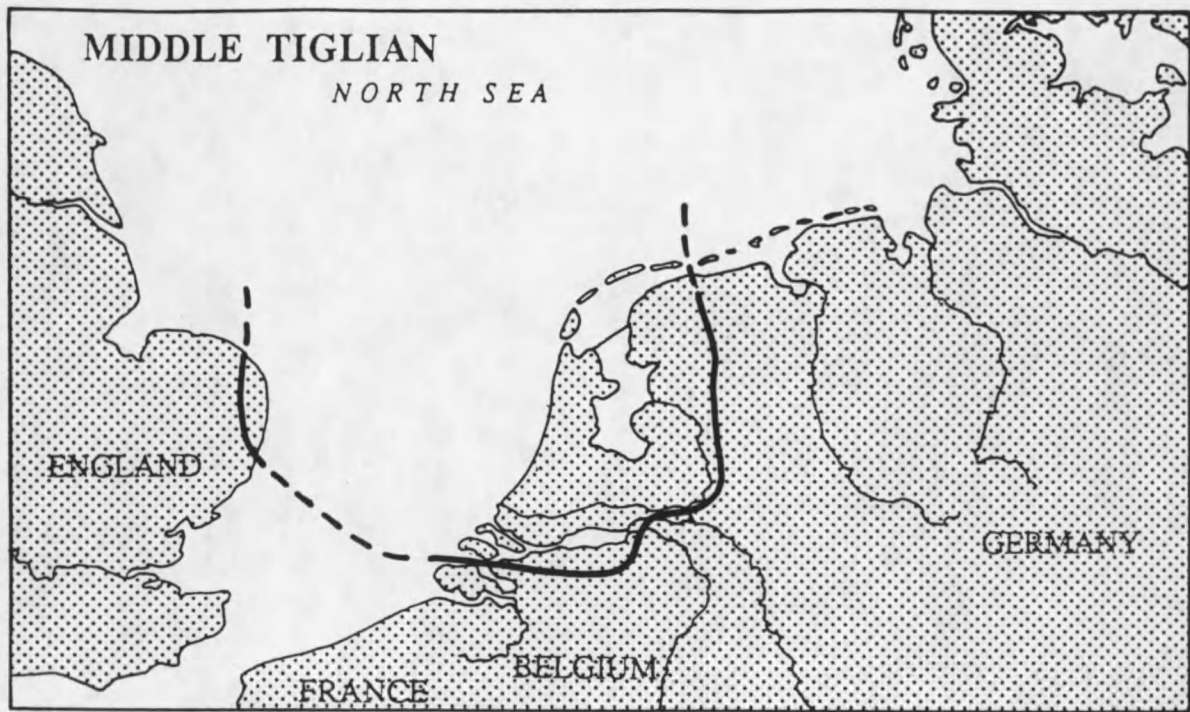 MIDDLE TIGLIAN
NORTH SEA
ENGLAND
GERMANY
BELGIUM
FRANCE